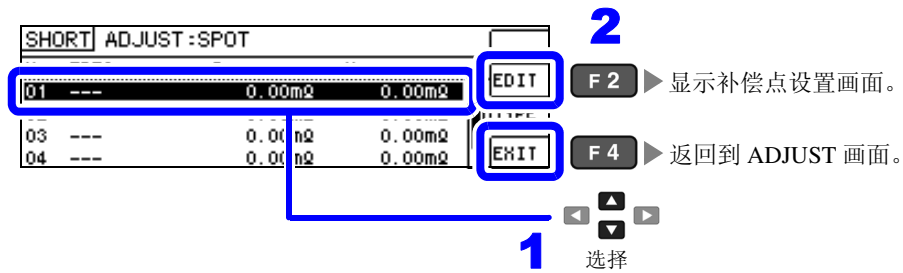 SHORT ADJUST :SPOT
2
01 --- 0.00mΩ 0.00mΩ
EDIT
F 2 显示补偿点设置画面。
03 --- 0.00mΩ 0.00mΩ
04 --- 0.00mΩ 0.00mΩ
EXIT
F 4 返回到 ADJUST 画面。
1
选择